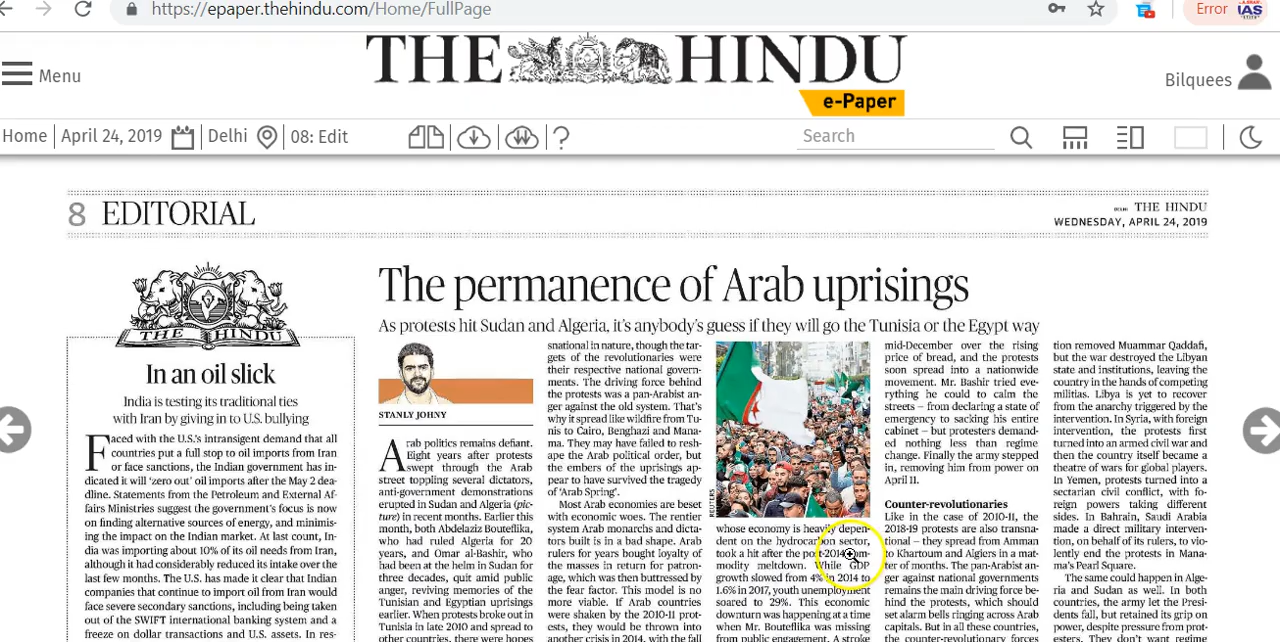 https://epaper.thehindu.com/Home/FullPage
Error
IAS
THE HINDU
e-Paper
Menu
Bilquees
Home
April 24, 2019
Delhi
08: Edit
?
Search
8 EDITORIAL
THE HINDU
WEDNESDAY, APRIL 24, 2019
THE HINDU
In an oil slick
India is testing its traditional ties
with Iran by giving in to U.S. bullying
Faced with the U.S.'s intransigent demand that all
countries put a full stop to oil imports from Iran
or face sanctions, the Indian government has in-
dicated it will 'zero out' oil imports after the May 2 dea-
dline. Statements from the Petroleum and External Af-
fairs Ministries suggest the government's focus is now
on finding alternative sources of energy, and minimis-
ing the impact on the Indian market. At last count, In-
dia was importing about 10% of its oil needs from Iran,
although it had considerably reduced its intake over the
last few months. The U.S. has made it clear that Indian
companies that continue to import oil from Iran would
face severe secondary sanctions, including being taken
out of the SWIFT international banking system and a
freeze on dollar transactions and U.S. assets. In res-
The permanence of Arab uprisings
As protests hit Sudan and Algeria, it's anybody's guess if they will go the Tunisia or the Egypt way
STANLY JOHNY
Arab politics remains defiant.
Eight years after protests
swept through the Arab
street toppling several dictators,
anti-government demonstrations
erupted in Sudan and Algeria (pic-
ture) in recent months. Earlier this
month, both Abdelaziz Bouteflika,
who had ruled Algeria for 20
years, and Omar al-Bashir, who
had been at the helm in Sudan for
three decades, quit amid public
anger, reviving memories of the
Tunisian and Egyptian uprisings
earlier. When protests broke out in
Tunisia in late 2010 and spread to
other countries, there were hopes
snational in nature, though the tar-
gets of the revolutionaries were
their respective national govern-
ments. The driving force behind
the protests was a pan-Arabist an-
ger against the old system. That's
why it spread like wildfire from Tu-
nis to Cairo, Benghazi and Mana-
ma. They may have failed to resh-
ape the Arab political order, but
the embers of the uprisings ap-
pear to have survived the tragedy
of 'Arab Spring'.
Most Arab economies are beset
with economic woes. The rentier
system Arab monarchs and dicta-
tors built is in a bad shape. Arab
rulers for years bought loyalty of
the masses in return for patron-
age, which was then buttressed by
the fear factor. This model is no
more viable. If Arab countries
were shaken by the 2010-11 prot-
ests, they would be thrown into
another crisis in 2014, with the fall
REUTERS
whose economy is heavily depen-
dent on the hydrocarbon sector,
took a hit after the post-2014 com-
modity meltdown. While GDP
growth slowed from 4% in 2014 to
1.6% in 2017, youth unemployment
soared to 29%. This economic
downturn was happening at a time
when Mr. Bouteflika was missing
from public engagement. A stroke
mid-December over the rising
price of bread, and the protests
soon spread into a nationwide
movement. Mr. Bashir tried eve-
rything he could to calm the
streets – from declaring a state of
emergency to sacking his entire
cabinet – but protesters demand-
ed nothing less than regime
change. Finally the army stepped
in, removing him from power on
April 11.
Counter-revolutionaries
Like in the case of 2010-11, the
2018-19 protests are also transna-
tional – they spread from Amman
to Khartoum and Algiers in a mat-
ter of months. The pan-Arabist an-
ger against national governments
remains the main driving force be-
hind the protests, which should
set alarm bells ringing across Arab
capitals. But in all these countries,
the counter-revolutionary forces
tion removed Muammar Qaddafi,
but the war destroyed the Libyan
state and institutions, leaving the
country in the hands of competing
militias. Libya is yet to recover
from the anarchy triggered by the
intervention. In Syria, with foreign
intervention, the protests first
turned into an armed civil war and
then the country itself became a
theatre of wars for global players.
In Yemen, protests turned into a
sectarian civil conflict, with fo-
reign powers taking different
sides. In Bahrain, Saudi Arabia
made a direct military interven-
tion, on behalf of its rulers, to vio-
lently end the protests in Mana-
ma's Pearl Square.
The same could happen in Alge-
ria and Sudan as well. In both
countries, the army let the Presi-
dents fall, but retained its grip on
power, despite pressure from prot-
esters. They don't want regime